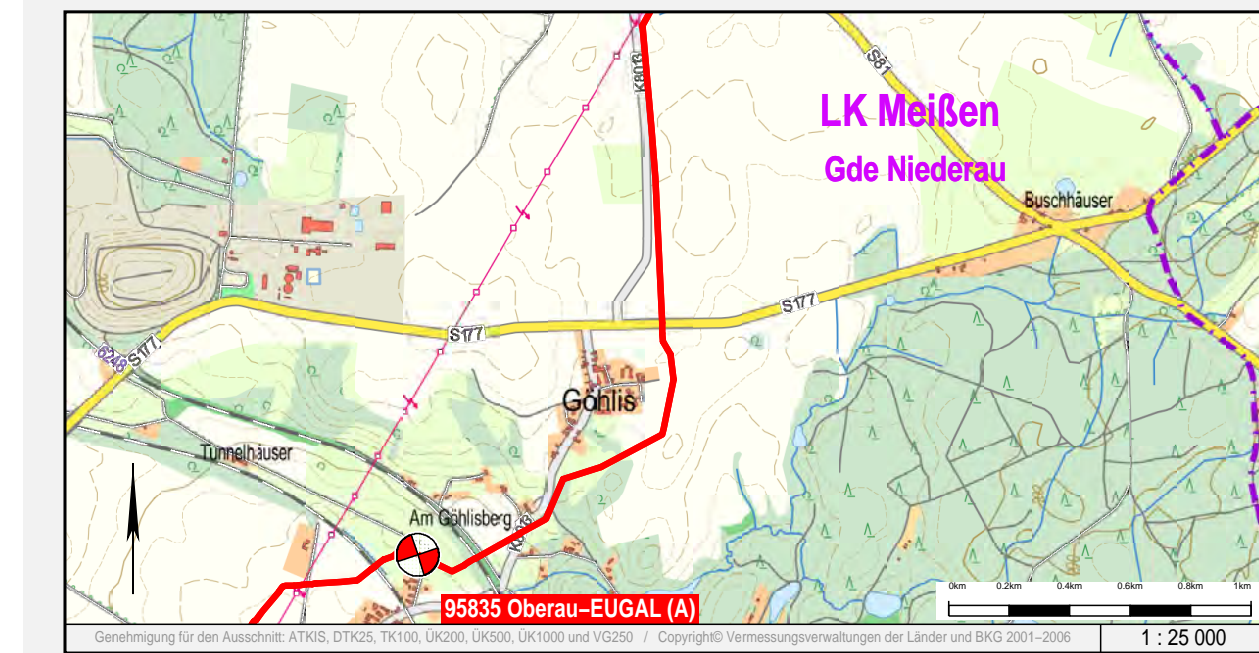 K8013
S81
LK Meißen
Gde Niederau
Buschhäuser
S177
S177
S177
6248
Göhlis
Tunnelhäuser
Am Göhlisberg
K8013
95835 Oberau–EUGAL (A)
0km 0.2km 0.4km 0.6km 0.8km 1km
Genehmigung für den Ausschnitt: ATKIS, DTK25, TK100, ÜK200, ÜK500, ÜK1000 und VG250 / Copyright© Vermessungsverwaltungen der Länder und BKG 2001–2006
1 : 25 000